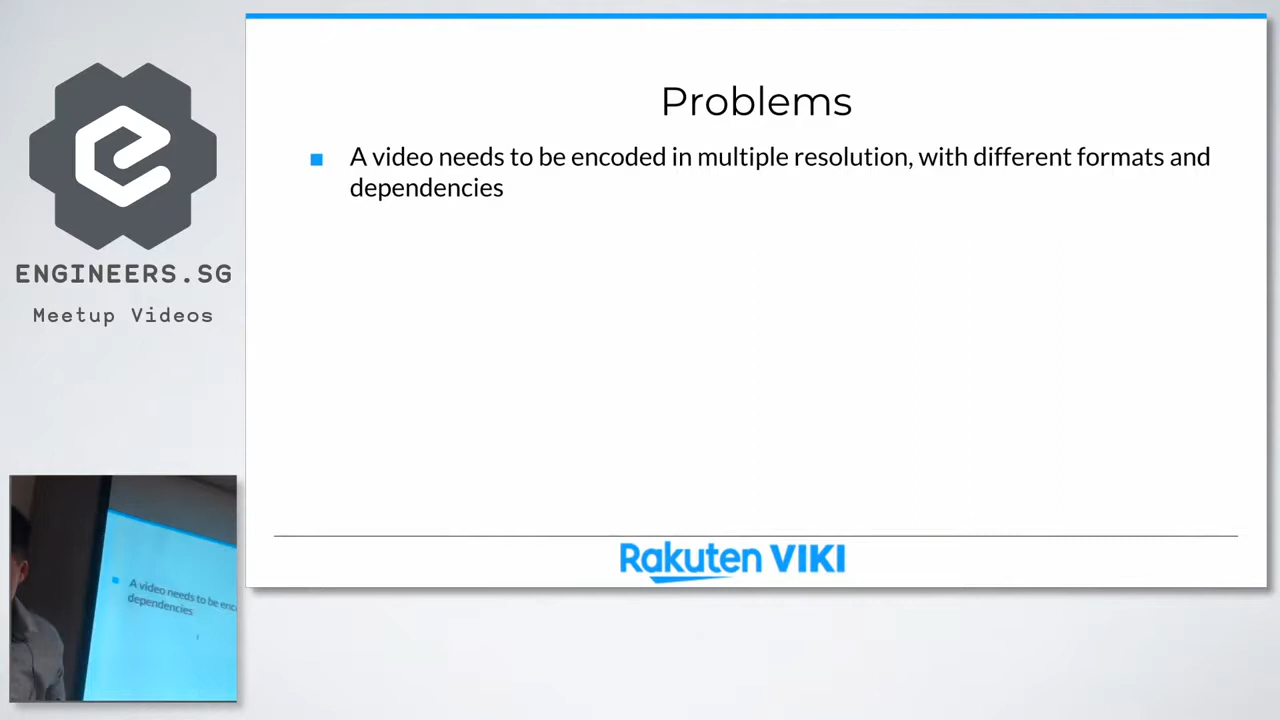 ENGINEERS.SG
Meetup Videos
Problems
A video needs to be encoded in multiple resolution, with different formats and
dependencies
Rakuten VIKI
A video needs to be enc
dependencies